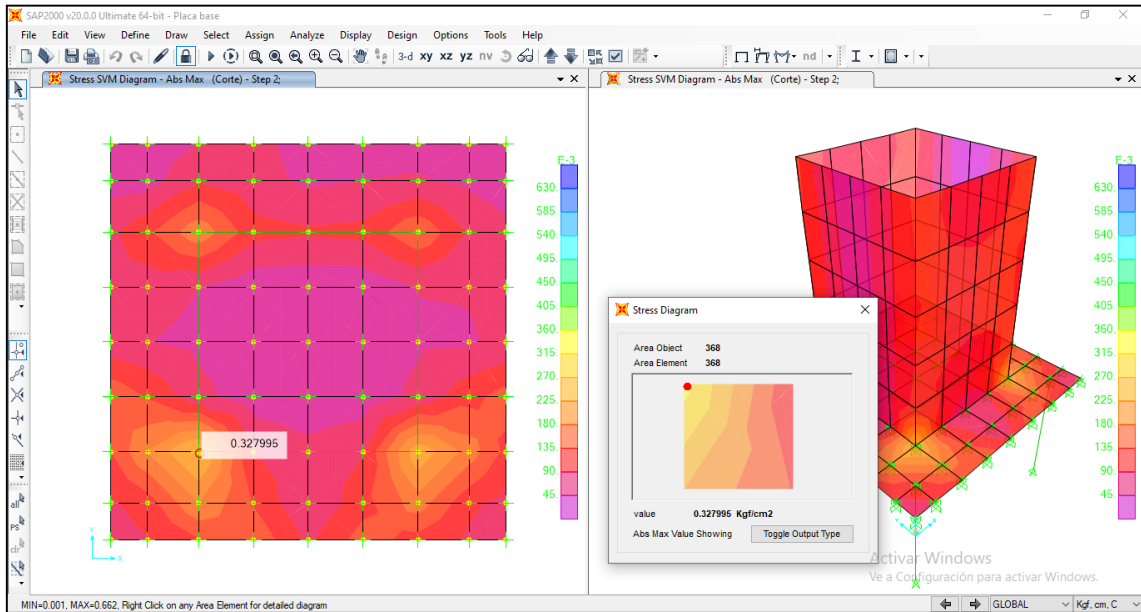 SAP2000 v20.0.0 Ultimate 64-bit - Placa base
File Edit View Define Draw Select Assign Analyze Display Design Options Tools Help
3-d xy xz yz nv nd
Stress SVM Diagram - Abs Max (Corte) - Step 2;
Stress SVM Diagram - Abs Max (Corte) - Step 2;
E-3
630.
585.
540.
495.
450.
405.
360.
315.
270.
225.
180.
135.
90.
45.
0.327995
Y
X
E-3
630.
585.
540.
495.
450.
405.
360.
315.
270.
225.
180.
135.
90.
45.
Stress Diagram
Area Object 368
Area Element 368
value 0.327995 Kgf/cm2
Abs Max Value Showing Toggle Output Type
Activar Windows
Ve a Configuración para activar Windows.
all
PS
clr
MIN=0.001, MAX=0.662, Right Click on any Area Element for detailed diagram
GLOBAL
Kgf, cm, C